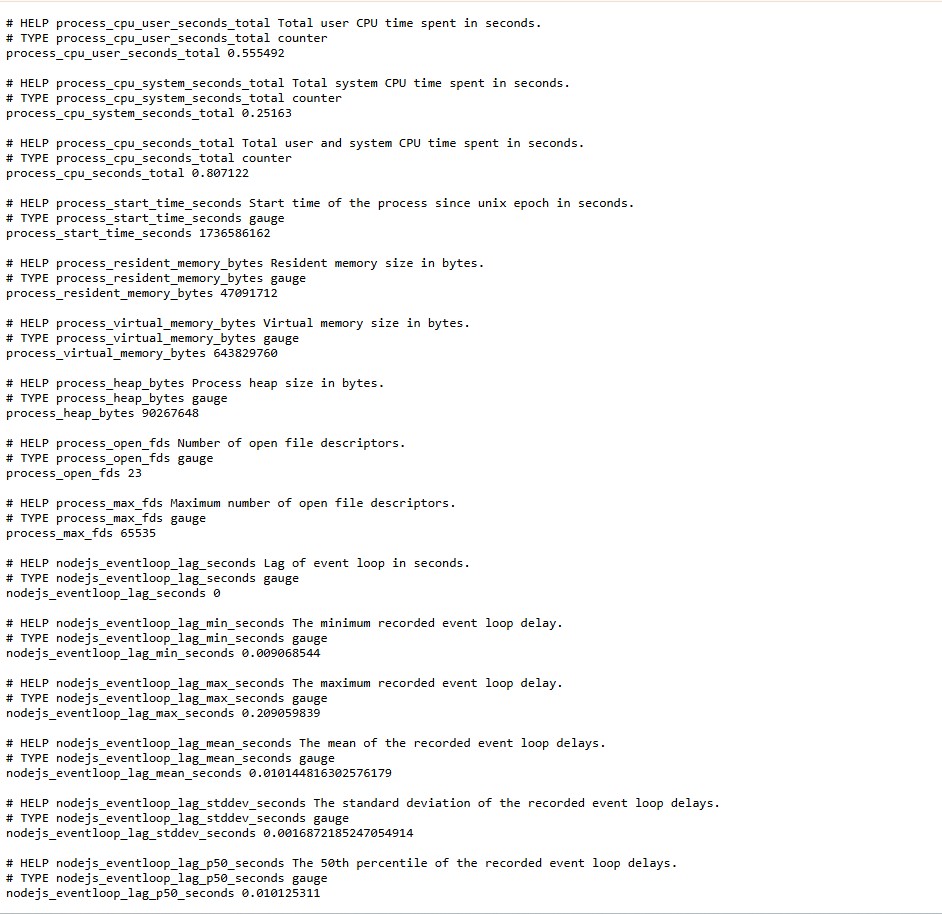 # HELP process_cpu_user_seconds_total Total user CPU time spent in seconds.
# TYPE process_cpu_user_seconds_total counter
process_cpu_user_seconds_total 0.555492
# HELP process_cpu_system_seconds_total Total system CPU time spent in seconds.
# TYPE process_cpu_system_seconds_total counter
process_cpu_system_seconds_total 0.25163
# HELP process_cpu_seconds_total Total user and system CPU time spent in seconds.
# TYPE process_cpu_seconds_total counter
process_cpu_seconds_total 0.807122
# HELP process_start_time_seconds Start time of the process since unix epoch in seconds.
# TYPE process_start_time_seconds gauge
process_start_time_seconds 1736586162
# HELP process_resident_memory_bytes Resident memory size in bytes.
# TYPE process_resident_memory_bytes gauge
process_resident_memory_bytes 47091712
# HELP process_virtual_memory_bytes Virtual memory size in bytes.
# TYPE process_virtual_memory_bytes gauge
process_virtual_memory_bytes 643829760
# HELP process_heap_bytes Process heap size in bytes.
# TYPE process_heap_bytes gauge
process_heap_bytes 90267648
# HELP process_open_fds Number of open file descriptors.
# TYPE process_open_fds gauge
process_open_fds 23
# HELP process_max_fds Maximum number of open file descriptors.
# TYPE process_max_fds gauge
process_max_fds 65535
# HELP nodejs_eventloop_lag_seconds Lag of event loop in seconds.
# TYPE nodejs_eventloop_lag_seconds gauge
nodejs_eventloop_lag_seconds 0
# HELP nodejs_eventloop_lag_min_seconds The minimum recorded event loop delay.
# TYPE nodejs_eventloop_lag_min_seconds gauge
nodejs_eventloop_lag_min_seconds 0.009068544
# HELP nodejs_eventloop_lag_max_seconds The maximum recorded event loop delay.
# TYPE nodejs_eventloop_lag_max_seconds gauge
nodejs_eventloop_lag_max_seconds 0.209059839
# HELP nodejs_eventloop_lag_mean_seconds The mean of the recorded event loop delays.
# TYPE nodejs_eventloop_lag_mean_seconds gauge
nodejs_eventloop_lag_mean_seconds 0.010144816302576179
# HELP nodejs_eventloop_lag_stddev_seconds The standard deviation of the recorded event loop delays.
# TYPE nodejs_eventloop_lag_stddev_seconds gauge
nodejs_eventloop_lag_stddev_seconds 0.0016872185247054914
# HELP nodejs_eventloop_lag_p50_seconds The 50th percentile of the recorded event loop delays.
# TYPE nodejs_eventloop_lag_p50_seconds gauge
nodejs_eventloop_lag_p50_seconds 0.010125311